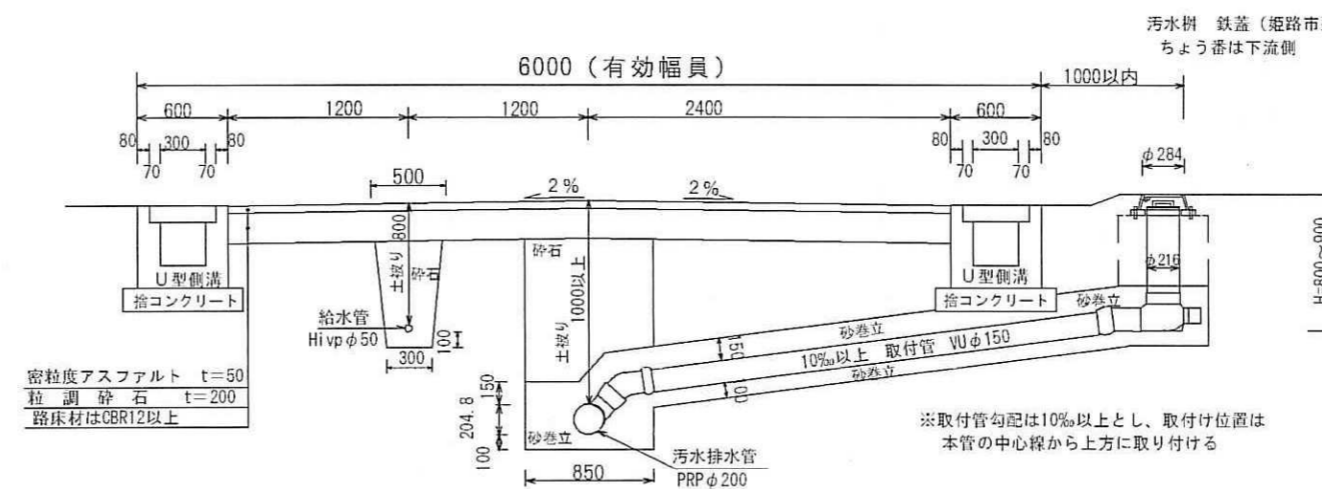 汚水桝 鉄蓋（姫路市
ちょう番は下流側
6000（有効幅員）
1000以内
600 1200 1200 2400 600
80 300 80 80 300 80
70 70 70 70
φ284
500
2% 2%
800
砕石
土被り 砕石
1000以上
土被り
U型側溝
捨コンクリート
U型側溝
捨コンクリート
φ216
H=800~900
給水管
Hivpφ50
100
300
砂巻立
砂巻立
150
10‰以上 取付管 VUφ150
砂巻立
100
密粒度アスファルト t=50
粒調砕石 t=200
路床材はCBR12以上
150
204.8
100
砂巻立
850
汚水排水管
PRPφ200
※取付管勾配は10‰以上とし、取付け位置は
本管の中心線から上方に取り付ける